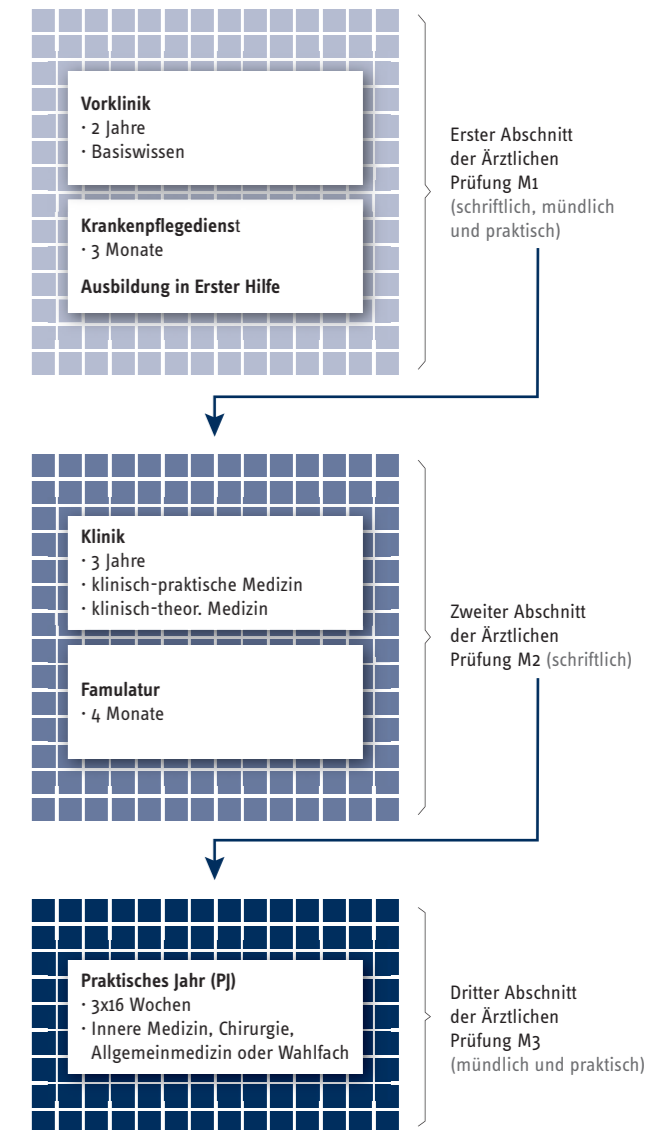 Vorklinik
· 2 Jahre
· Basiswissen
Krankenpflegedienst
· 3 Monate
Ausbildung in Erster Hilfe
Erster Abschnitt
der Ärztlichen
Prüfung M1
(schriftlich, mündlich
und praktisch)
Klinik
· 3 Jahre
· klinisch-praktische Medizin
· klinisch-theor. Medizin
Famulatur
· 4 Monate
Zweiter Abschnitt
der Ärztlichen
Prüfung M2 (schriftlich)
Praktisches Jahr (PJ)
· 3x16 Wochen
· Innere Medizin, Chirurgie,
Allgemeinmedizin oder Wahlfach
Dritter Abschnitt
der Ärztlichen
Prüfung M3
(mündlich und praktisch)